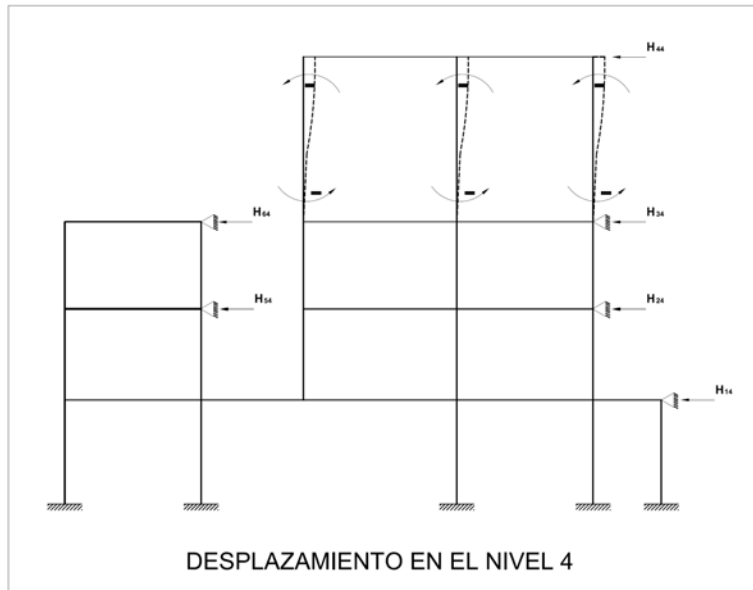 H44
H64
H34
H54
H24
H14
DESPLAZAMIENTO EN EL NIVEL 4